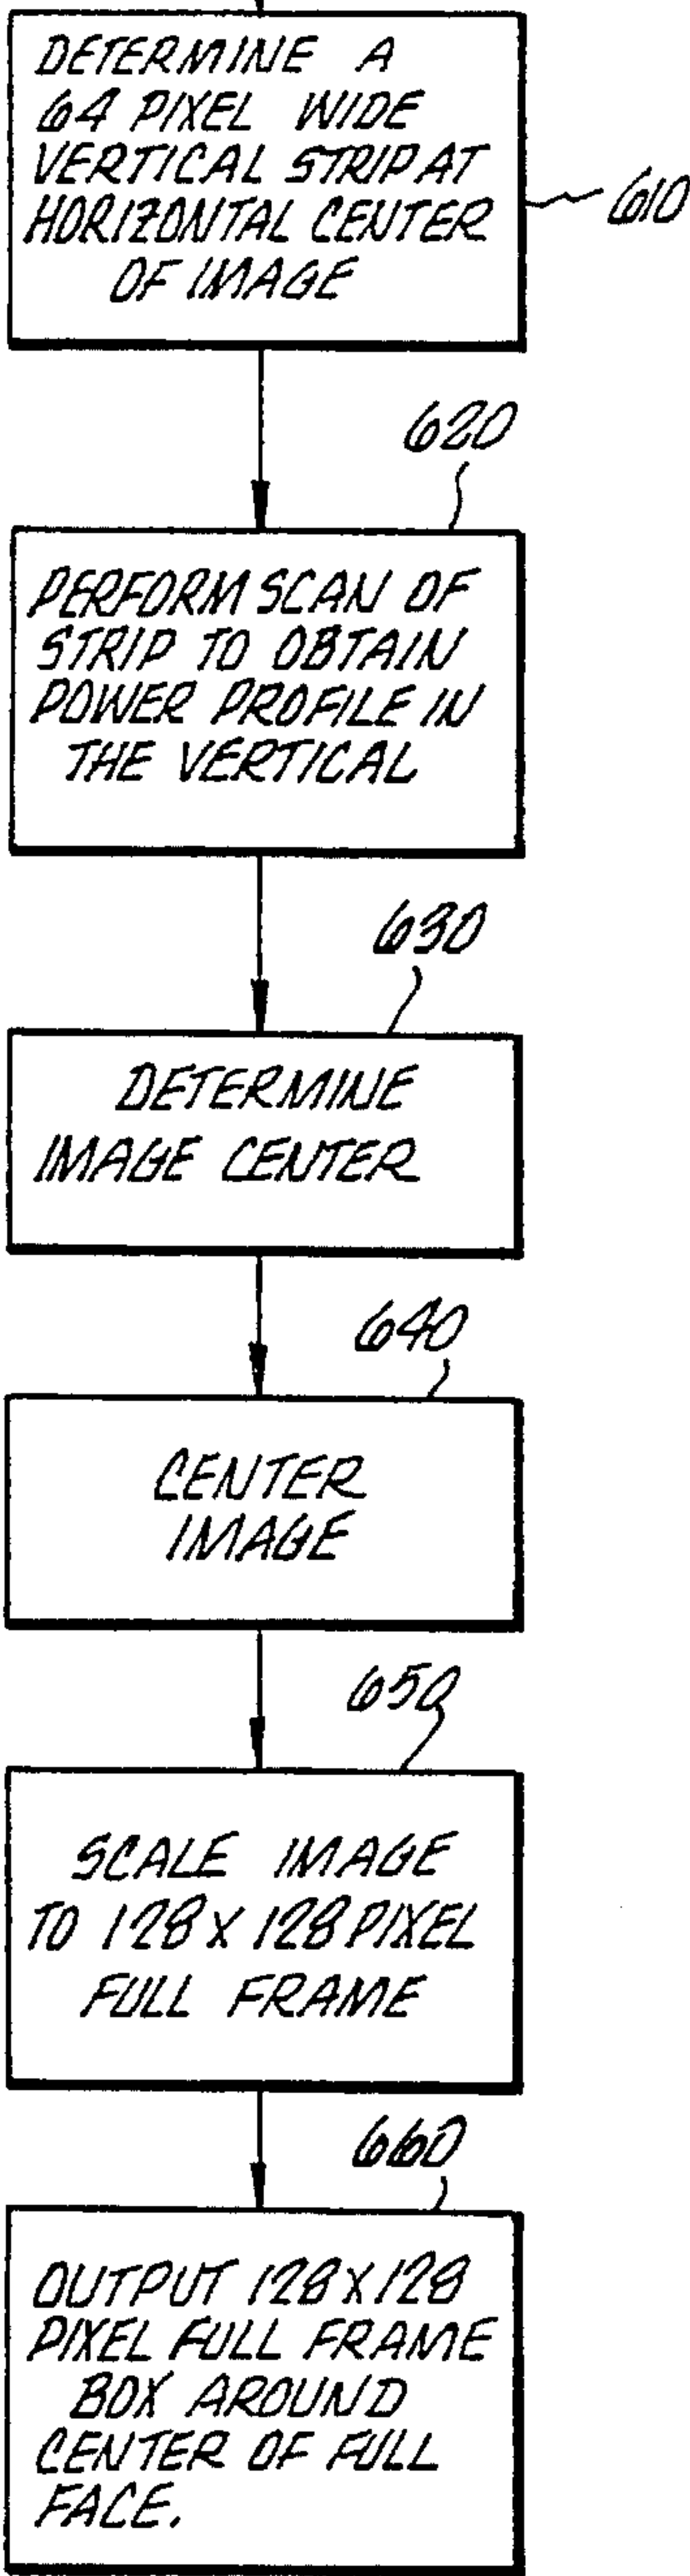 DETERMINE A
64 PIXEL WIDE
VERTICAL STRIP AT
HORIZONTAL CENTER
OF IMAGE
610
620
PERFORM SCAN OF
STRIP TO OBTAIN
POWER PROFILE IN
THE VERTICAL
630
DETERMINE
IMAGE CENTER
640
CENTER
IMAGE
650
SCALE IMAGE
TO 128 X 128 PIXEL
FULL FRAME
660
OUTPUT 128 X 128
PIXEL FULL FRAME
BOX AROUND
CENTER OF FULL
FACE.